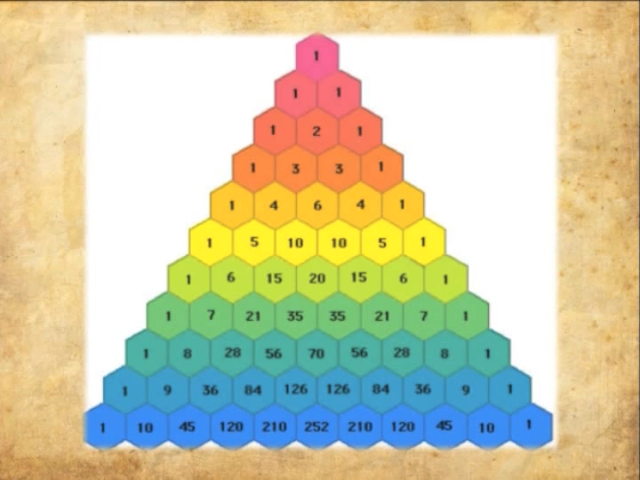 1
1 1
1 2 1
1 3 3 1
1 4 6 4 1
1 5 10 10 5 1
1 6 15 20 15 6 1
1 7 21 35 35 21 7 1
1 8 28 56 70 56 28 8 1
1 9 36 84 126 126 84 36 9 1
1 10 45 120 210 252 210 120 45 10 1